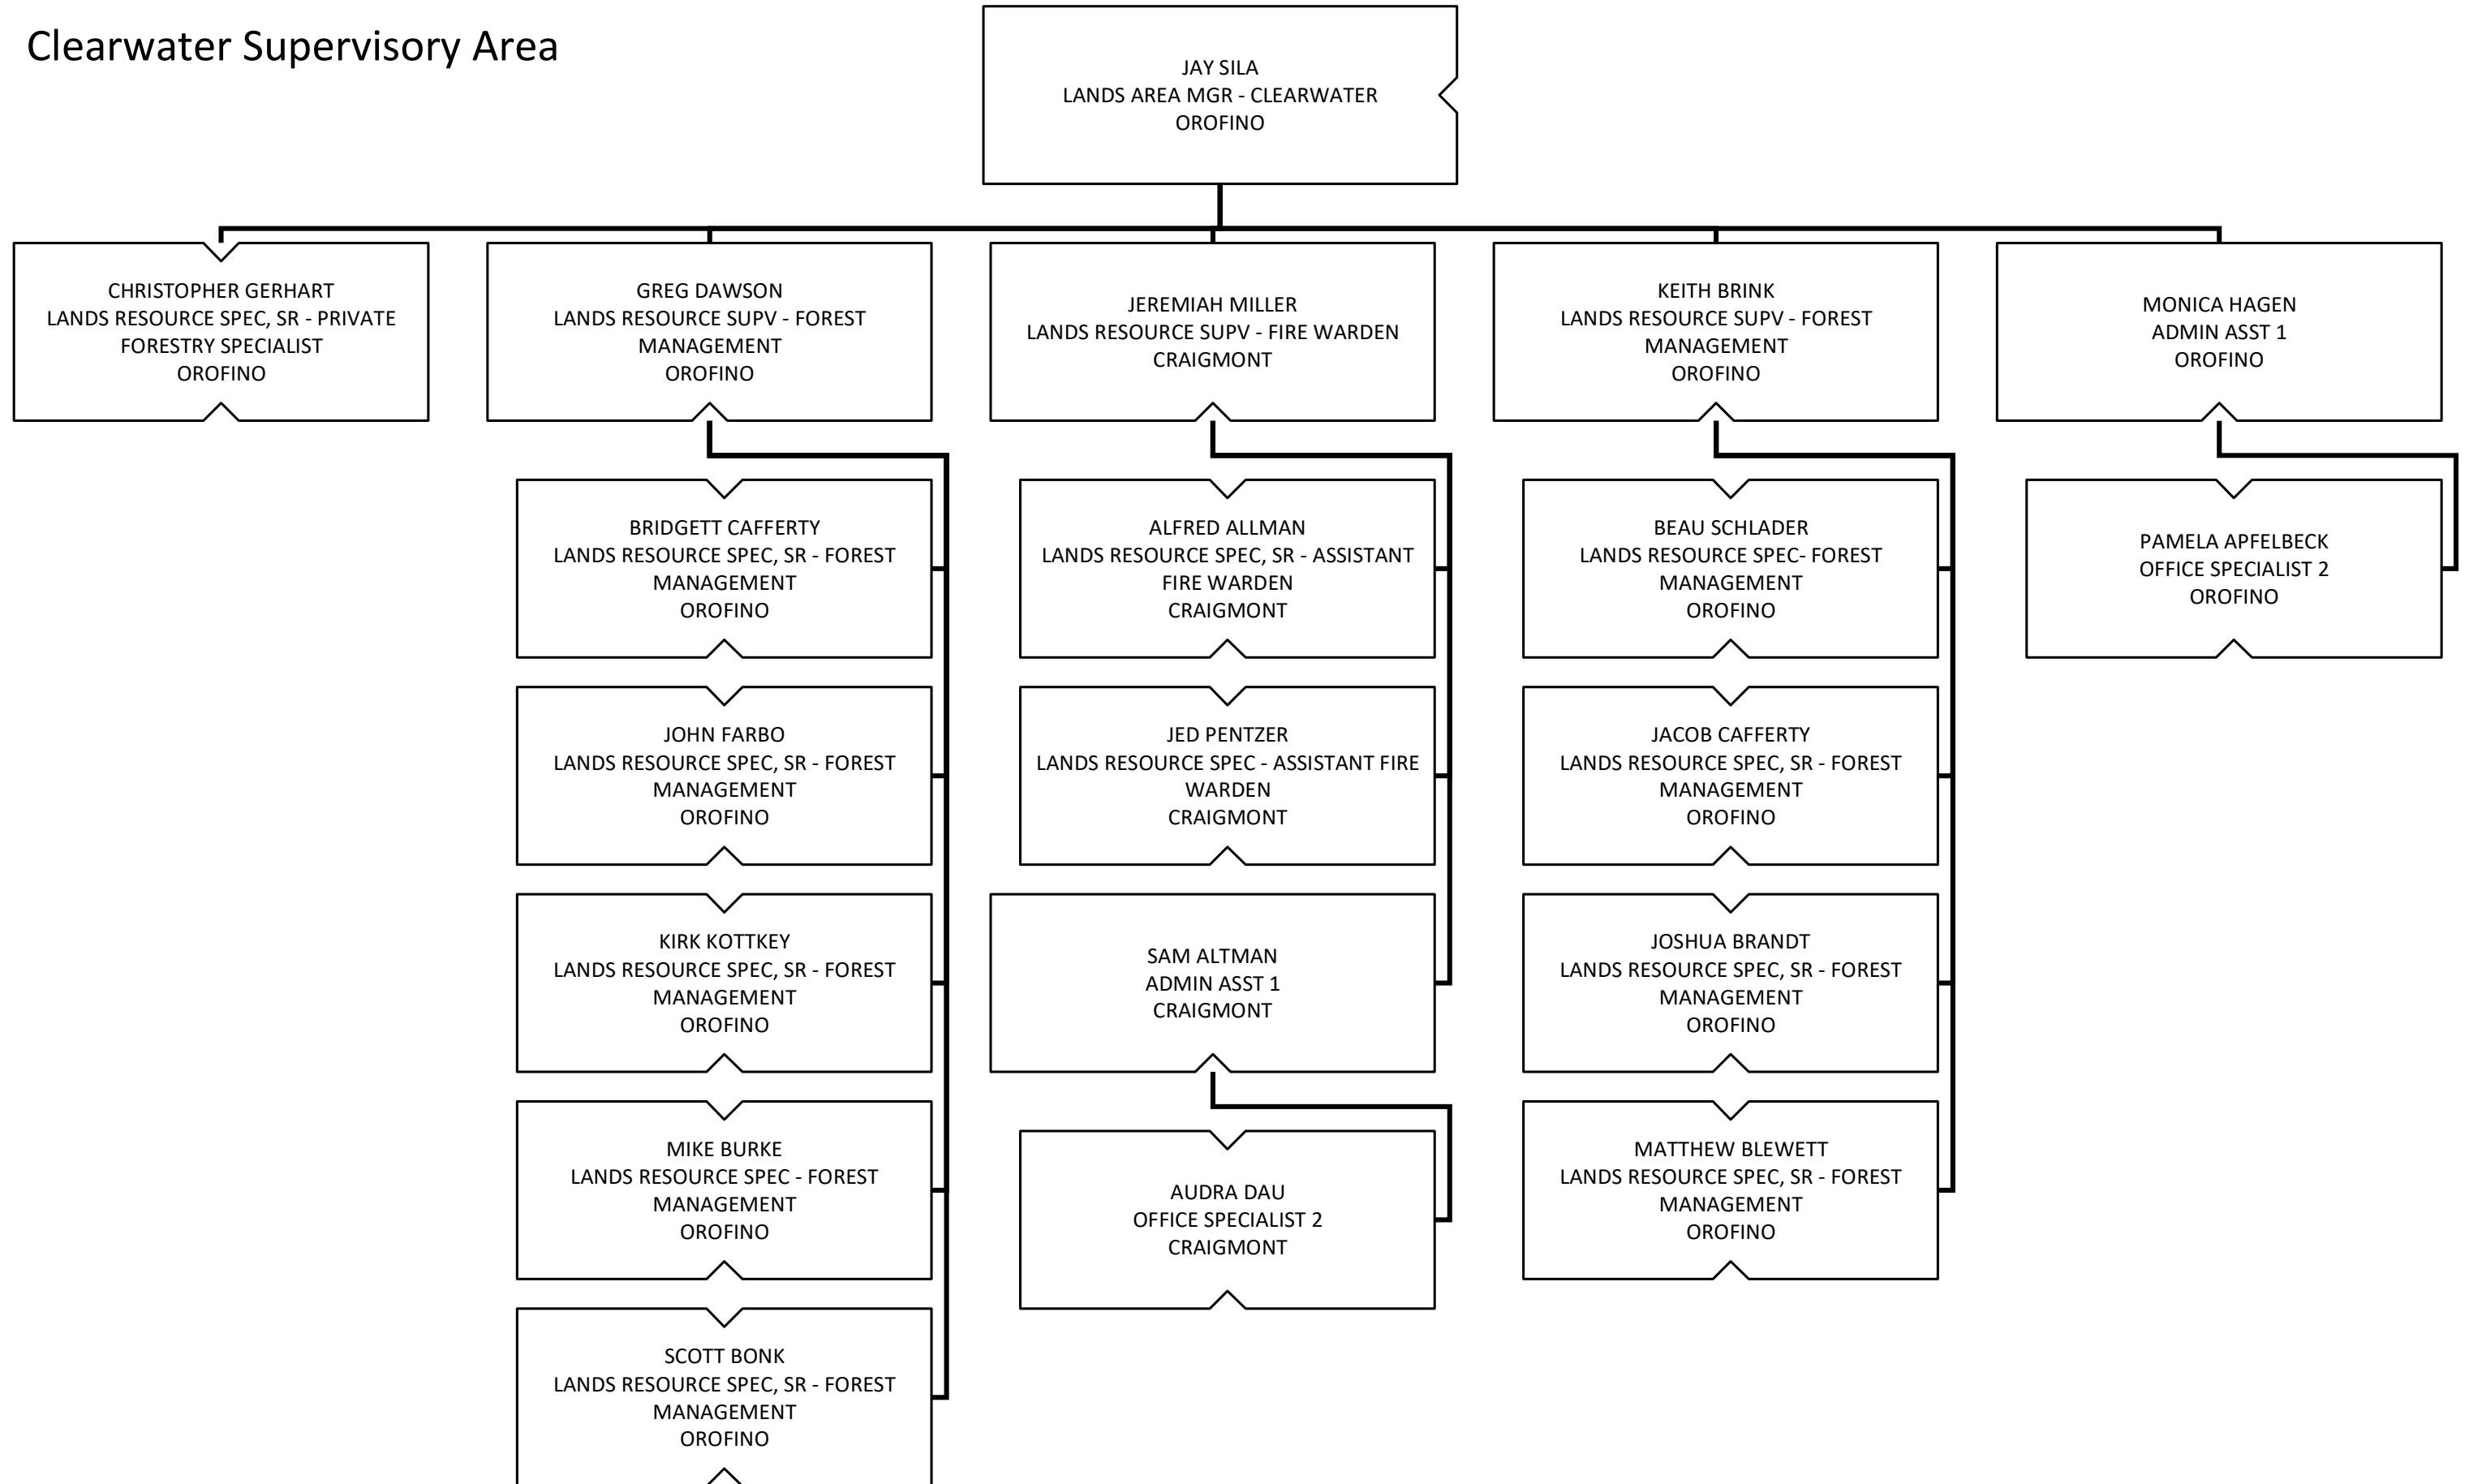 Clearwater Supervisory Area
JAY SILA
LANDS AREA MGR - CLEARWATER
OROFINO
CHRISTOPHER GERHART
LANDS RESOURCE SPEC, SR - PRIVATE
FORESTRY SPECIALIST
OROFINO
GREG DAWSON
LANDS RESOURCE SUPV - FOREST
MANAGEMENT
OROFINO
JEREMIAH MILLER
LANDS RESOURCE SUPV - FIRE WARDEN
CRAIGMONT
KEITH BRINK
LANDS RESOURCE SUPV - FOREST
MANAGEMENT
OROFINO
MONICA HAGEN
ADMIN ASST 1
OROFINO
BRIDGETT CAFFERTY
LANDS RESOURCE SPEC, SR - FOREST
MANAGEMENT
OROFINO
JOHN FARBO
LANDS RESOURCE SPEC, SR - FOREST
MANAGEMENT
OROFINO
KIRK KOTTKEY
LANDS RESOURCE SPEC, SR - FOREST
MANAGEMENT
OROFINO
MIKE BURKE
LANDS RESOURCE SPEC - FOREST
MANAGEMENT
OROFINO
SCOTT BONK
LANDS RESOURCE SPEC, SR - FOREST
MANAGEMENT
OROFINO
ALFRED ALLMAN
LANDS RESOURCE SPEC, SR - ASSISTANT
FIRE WARDEN
CRAIGMONT
JED PENTZER
LANDS RESOURCE SPEC - ASSISTANT FIRE
WARDEN
CRAIGMONT
SAM ALTMAN
ADMIN ASST 1
CRAIGMONT
AUDRA DAU
OFFICE SPECIALIST 2
CRAIGMONT
BEAU SCHLADER
LANDS RESOURCE SPEC- FOREST
MANAGEMENT
OROFINO
JACOB CAFFERTY
LANDS RESOURCE SPEC, SR - FOREST
MANAGEMENT
OROFINO
JOSHUA BRANDT
LANDS RESOURCE SPEC, SR - FOREST
MANAGEMENT
OROFINO
MATTHEW BLEWETT
LANDS RESOURCE SPEC, SR - FOREST
MANAGEMENT
OROFINO
PAMELA APFELBECK
OFFICE SPECIALIST 2
OROFINO